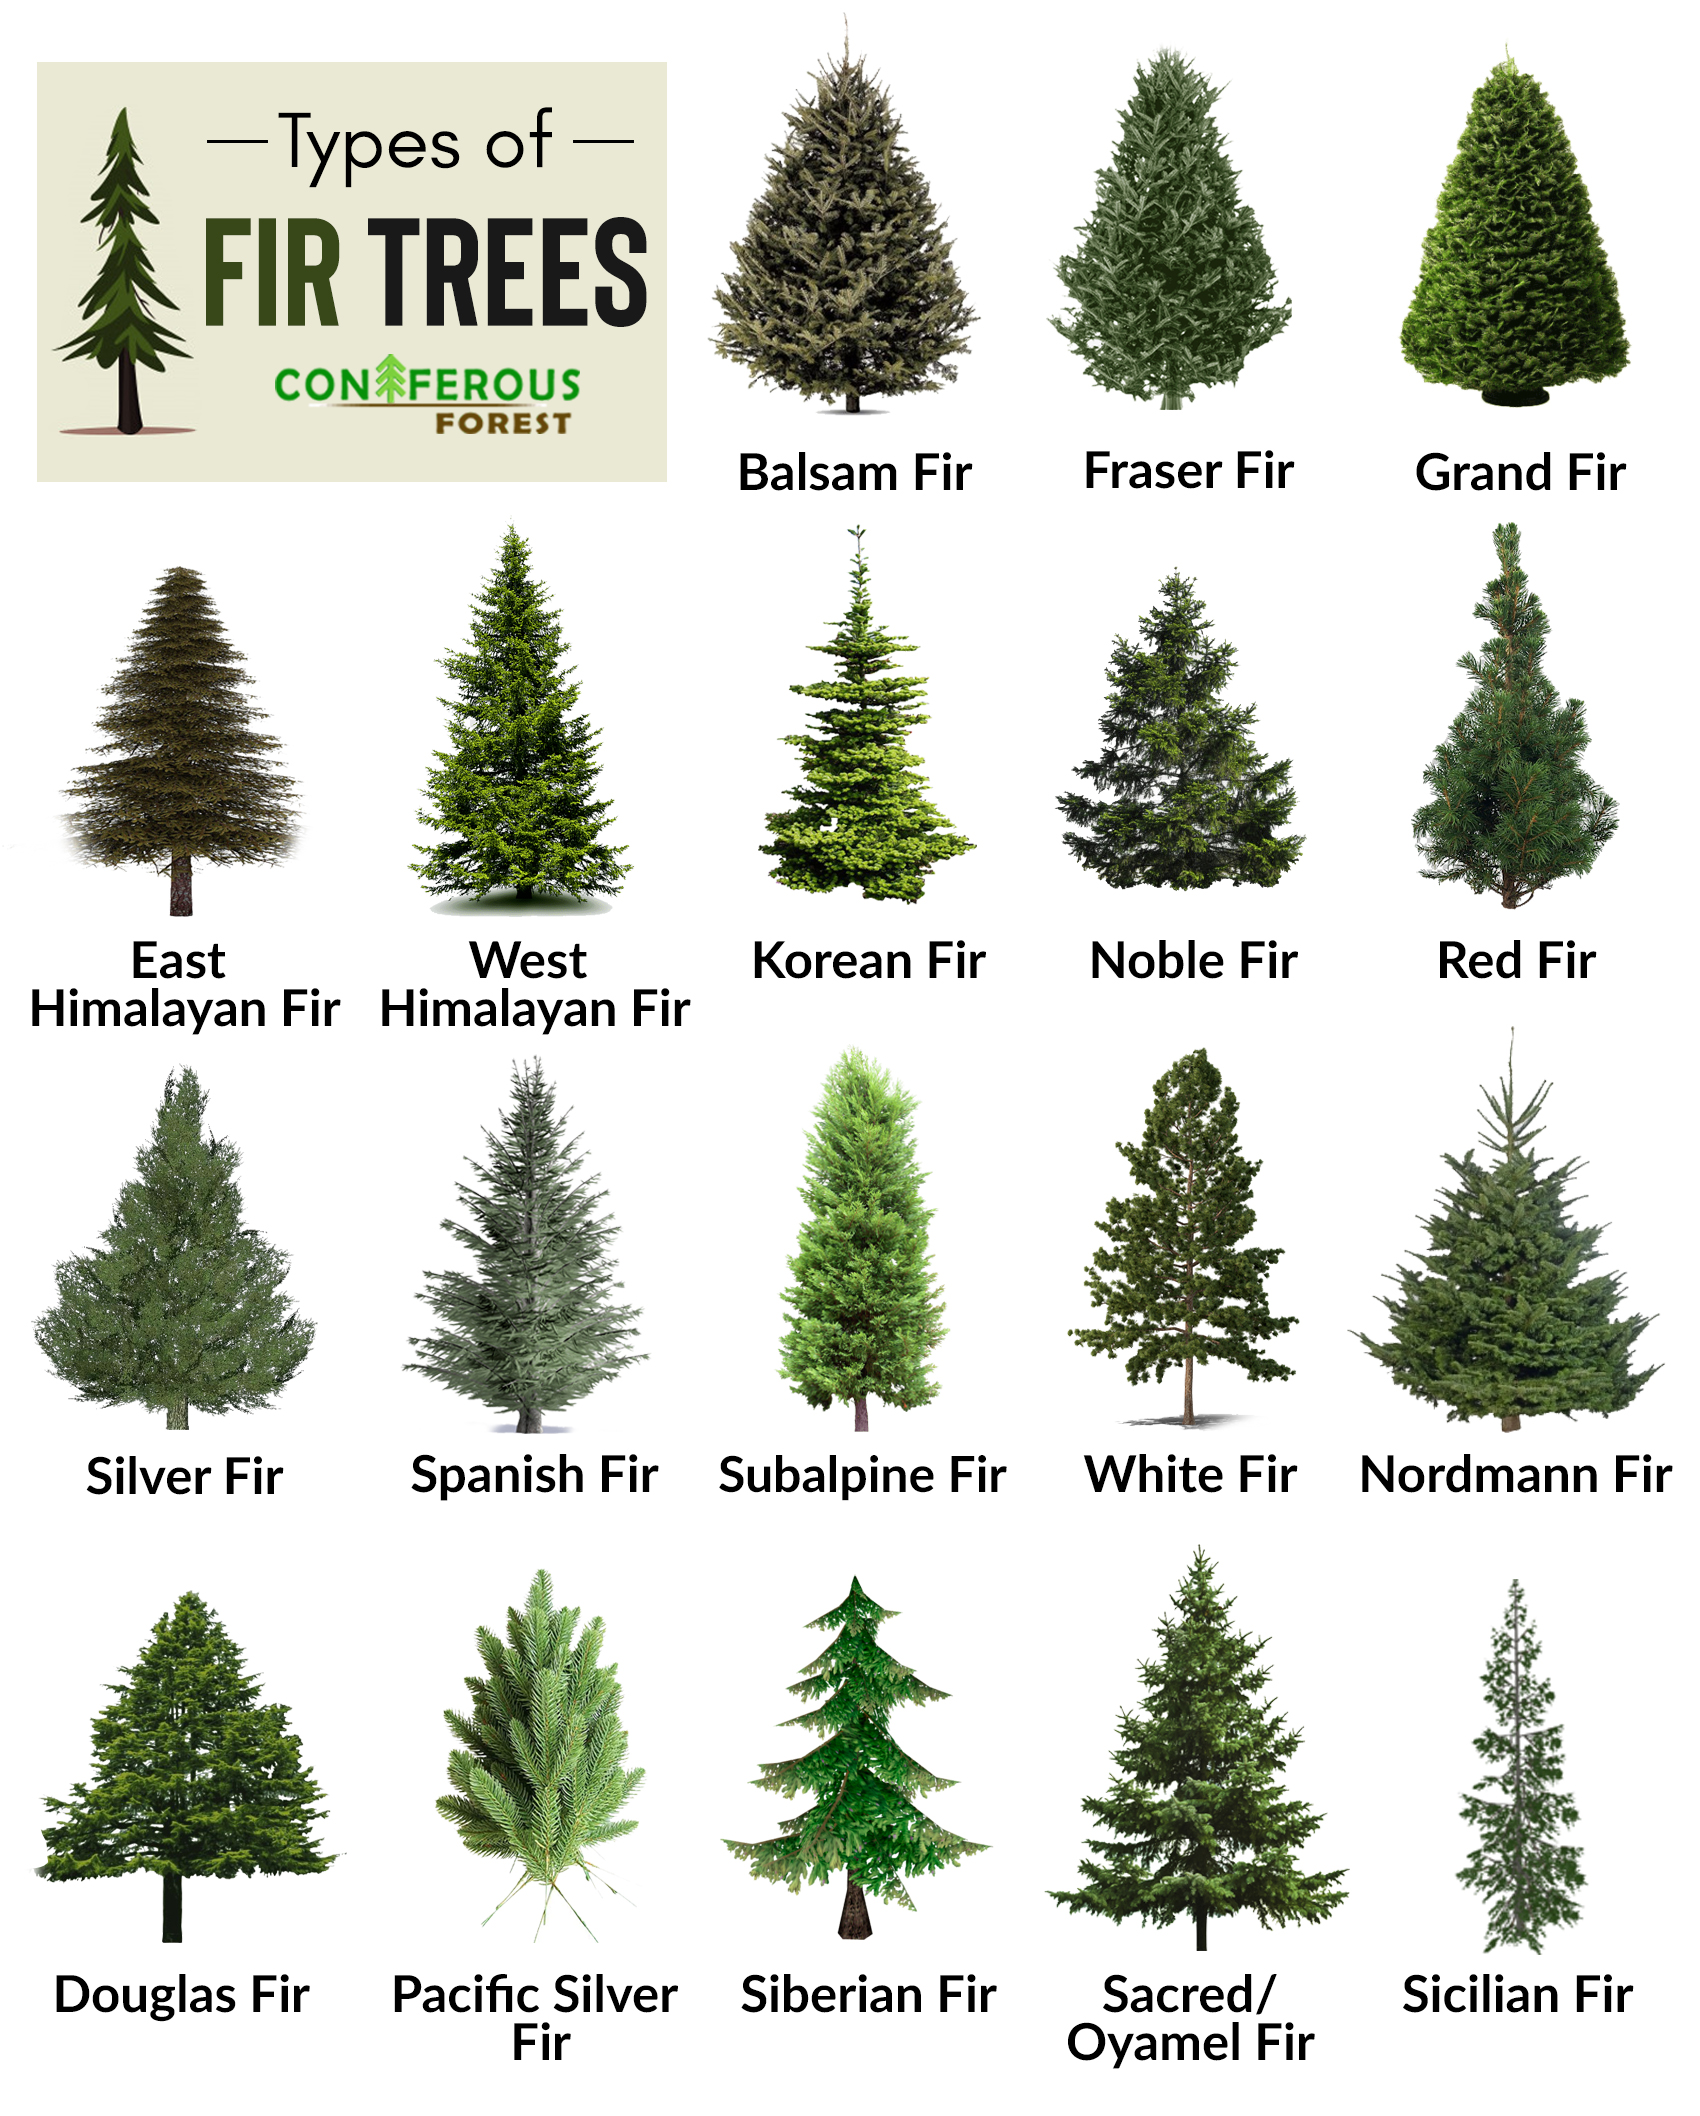 Types of
FIR TREES
CONIFEROUS
FOREST
Balsam Fir
Fraser Fir
Grand Fir
East
Himalayan Fir
West
Himalayan Fir
Korean Fir
Noble Fir
Red Fir
Silver Fir
Spanish Fir
Subalpine Fir
White Fir
Nordmann Fir
Douglas Fir
Pacific Silver
Fir
Siberian Fir
Sacred/
Oyamel Fir
Sicilian Fir